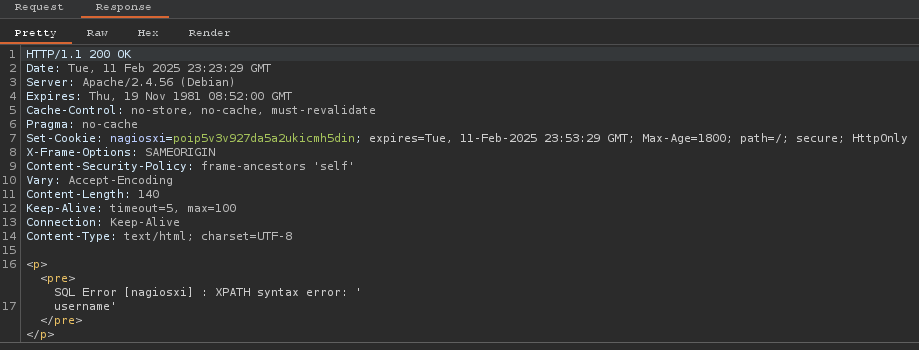 Request Response
Pretty Raw Hex Render
1 HTTP/1.1 200 OK
2 Date: Tue, 11 Feb 2025 23:23:29 GMT
3 Server: Apache/2.4.56 (Debian)
4 Expires: Thu, 19 Nov 1981 08:52:00 GMT
5 Cache-Control: no-store, no-cache, must-revalidate
6 Pragma: no-cache
7 Set-Cookie: nagiosxi=poip5v3v927da5a2ukicmh5din; expires=Tue, 11-Feb-2025 23:53:29 GMT; Max-Age=1800; path=/; secure; HttpOnly
8 X-Frame-Options: SAMEORIGIN
9 Content-Security-Policy: frame-ancestors 'self'
10 Vary: Accept-Encoding
11 Content-Length: 140
12 Keep-Alive: timeout=5, max=100
13 Connection: Keep-Alive
14 Content-Type: text/html; charset=UTF-8
15
16 <p>
<pre>
SQL Error [nagiosxi] : XPATH syntax error: '
17 username'
</pre>
</p>